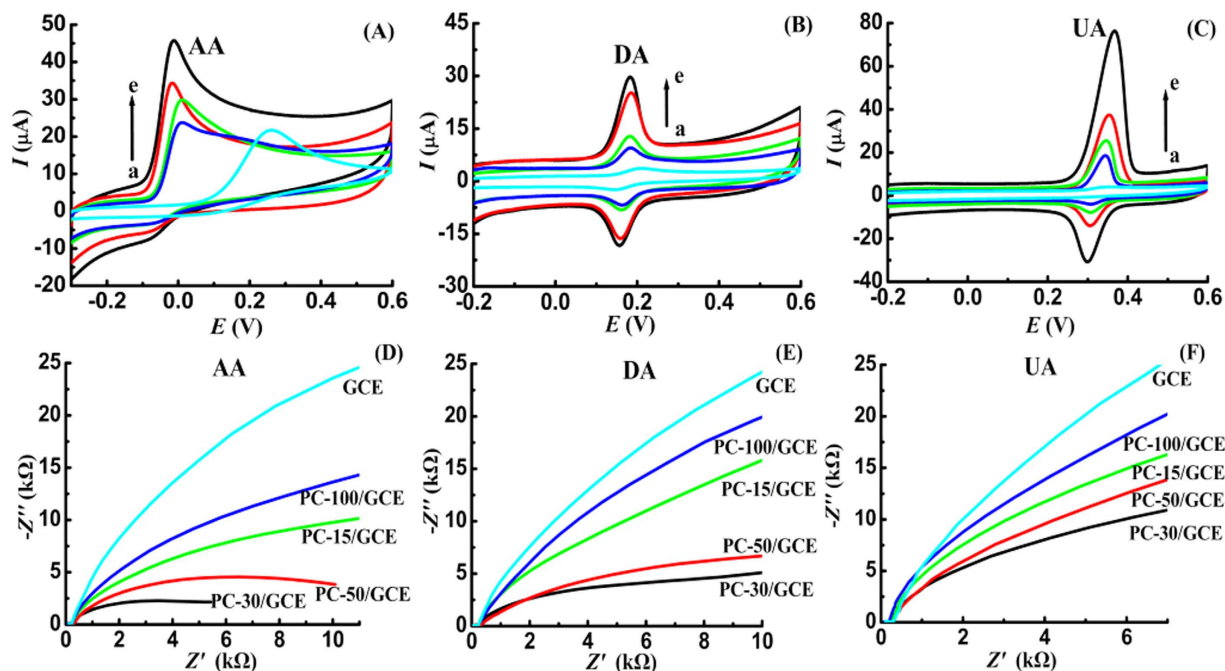 (A)
AA
e
a
I (µA)
50
40
30
20
10
0
-10
-20
-0.2 0.0 0.2 0.4 0.6
E (V)
(B)
DA
e
a
I (µA)
45
30
15
0
-15
-30
-0.2 0.0 0.2 0.4 0.6
E (V)
(C)
UA
e
a
I (µA)
80
60
40
20
0
-20
-40
-0.2 0.0 0.2 0.4 0.6
E (V)
(D)
AA
GCE
PC-100/GCE
PC-15/GCE
PC-50/GCE
PC-30/GCE
-Z'' (kΩ)
25
20
15
10
5
0
0 2 4 6 8 10
Z' (kΩ)
(E)
DA
GCE
PC-100/GCE
PC-15/GCE
PC-50/GCE
PC-30/GCE
-Z'' (kΩ)
25
20
15
10
5
0
0 2 4 6 8 10
Z' (kΩ)
(F)
UA
GCE
PC-100/GCE
PC-15/GCE
PC-50/GCE
PC-30/GCE
-Z'' (kΩ)
25
20
15
10
5
0
0 2 4 6
Z' (kΩ)